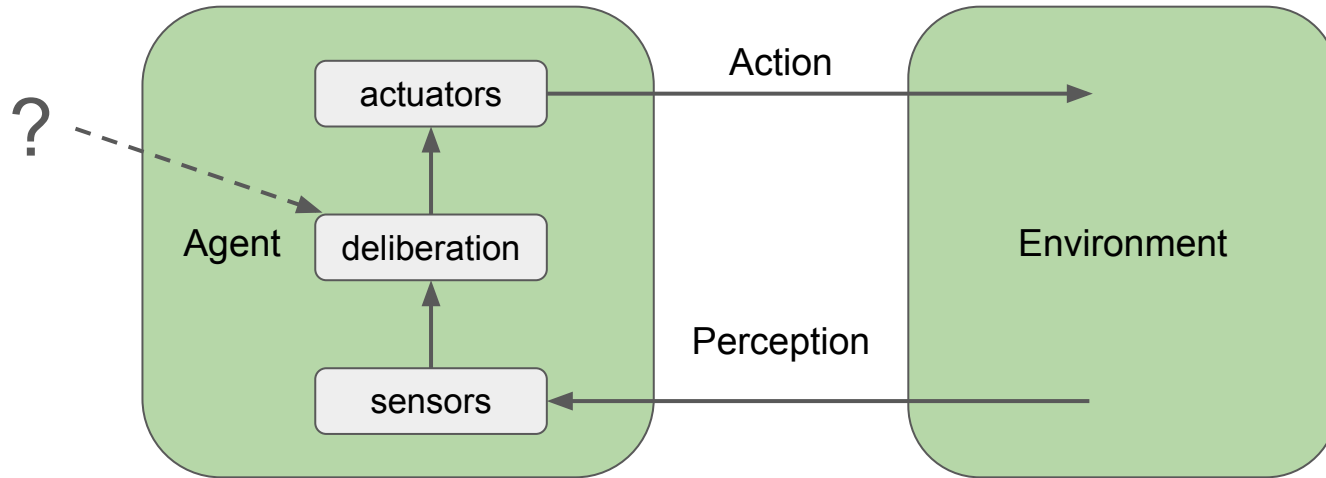 Action
actuators
?
Agent
deliberation
Environment
Perception
sensors